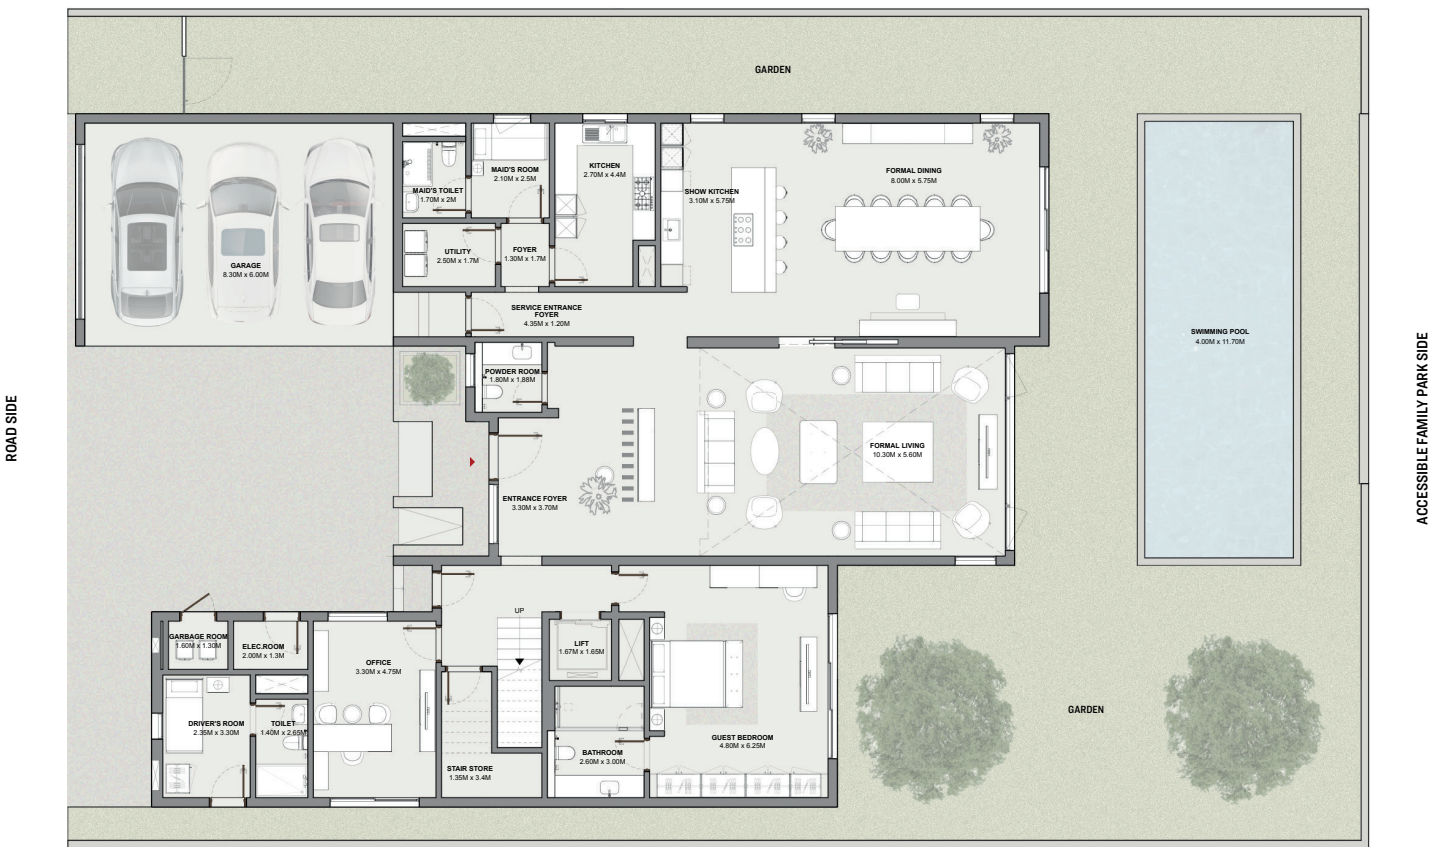 GARDEN
MAID'S ROOM
2.10M x 2.5M
KITCHEN
2.70M x 4.4M
MAID'S TOILET
1.70M x 2M
SHOW KITCHEN
3.10M x 5.75M
FORMAL DINING
8.00M x 5.75M
GARAGE
8.30M x 6.00M
UTILITY
2.50M x 1.7M
FOYER
1.30M x 1.7M
SERVICE ENTRANCE
FOYER
4.35M x 1.20M
SWIMMING POOL
4.00M x 11.70M
POWDER ROOM
1.80M x 1.88M
ROAD SIDE
ACCESSIBLE FAMILY PARK SIDE
FORMAL LIVING
10.30M x 5.60M
ENTRANCE FOYER
3.30M x 3.70M
UP
GARBAGE ROOM
1.60M x 1.30M
ELEC.ROOM
2.00M x 1.3M
OFFICE
3.30M x 4.75M
LIFT
1.67M x 1.65M
DRIVER'S ROOM
2.35M x 3.30M
TOILET
1.40M x 2.65M
GARDEN
GUEST BEDROOM
4.80M x 6.25M
BATHROOM
2.60M x 3.00M
STAIR STORE
1.35M x 3.4M